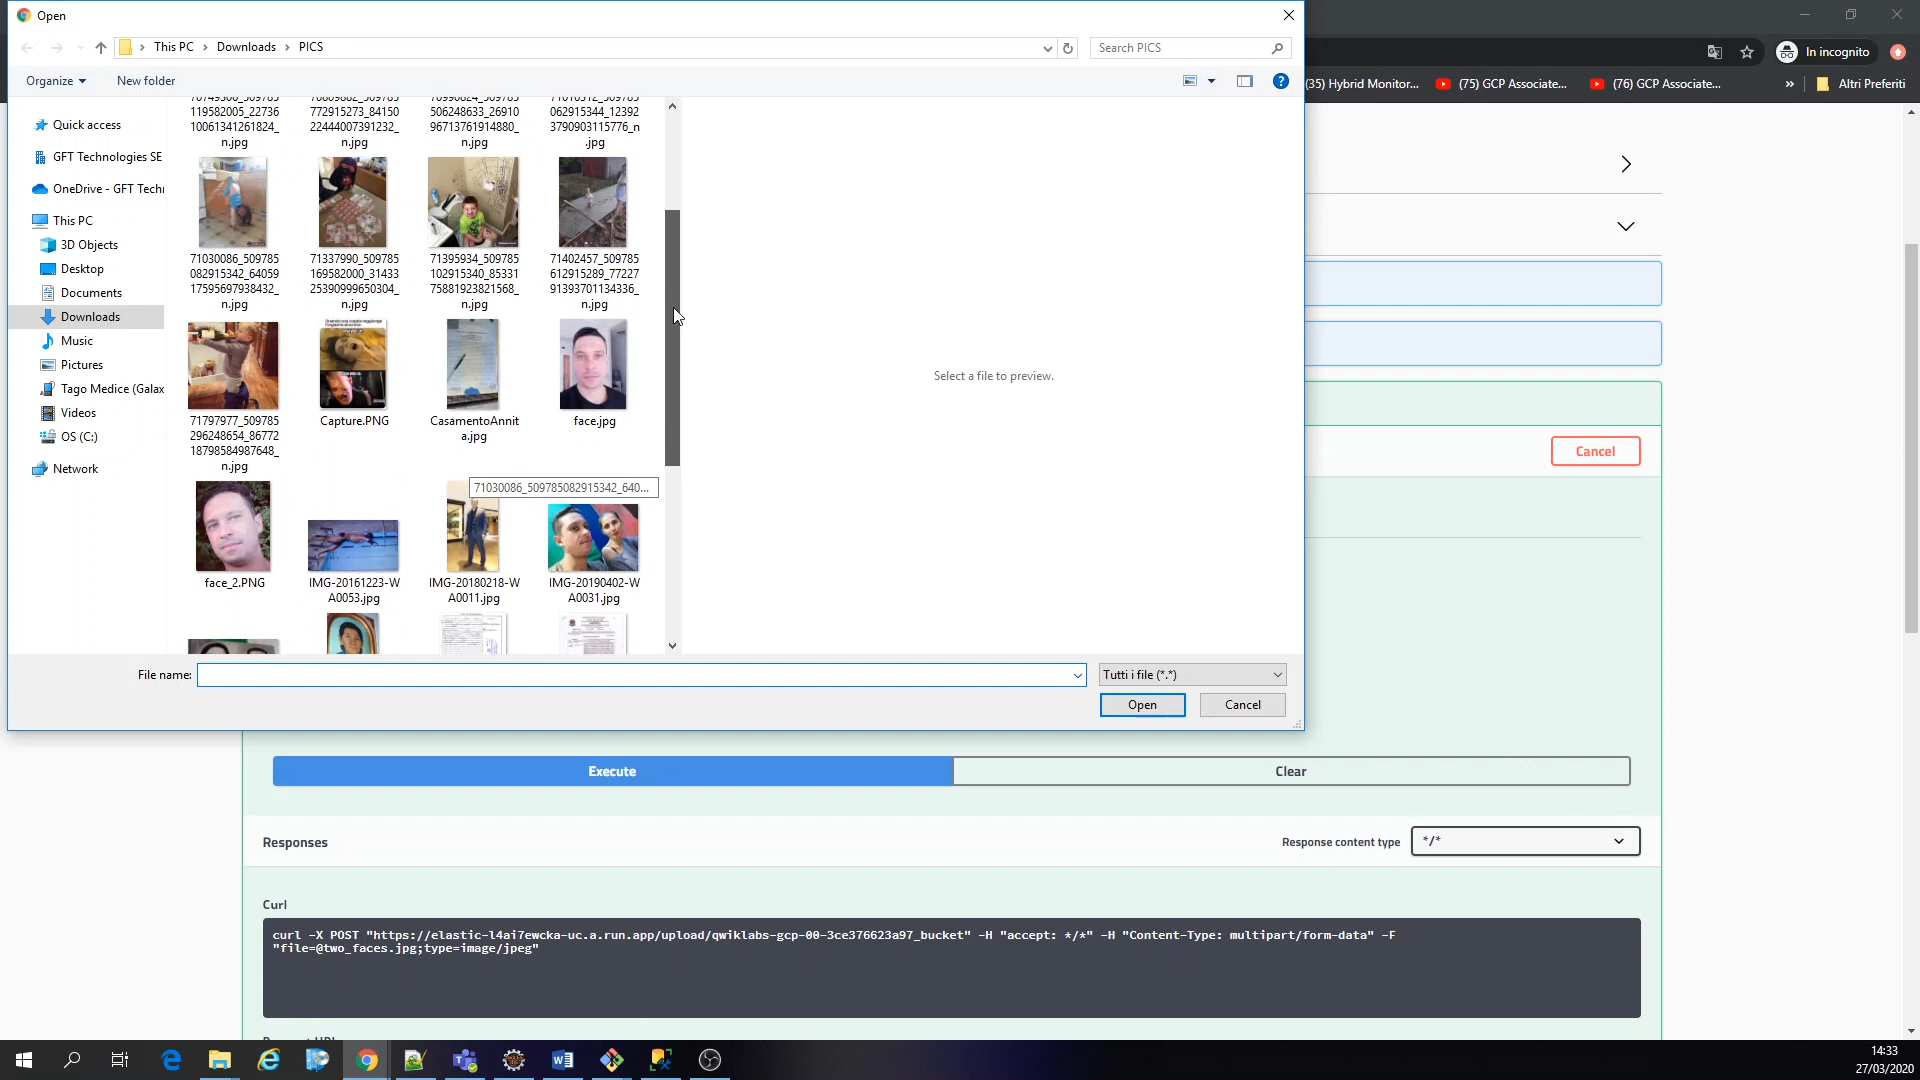 Open
This PC
Downloads
PICS
Search PICS
In incognito
Organize
New folder
(35) Hybrid Monitor...
(75) GCP Associate...
(76) GCP Associate...
»
Altri Preferiti
119582005_22736
10061341261824_
n.jpg
772915273_84150
22444007391232_
n.jpg
506248633_26910
96713761914880_
n.jpg
062915344_12392
3790903115776_n
.jpg
Quick access
GFT Technologies SE
OneDrive - GFT Techn
This PC
3D Objects
Desktop
Documents
Downloads
Music
Pictures
Tago Medice (Galax
Videos
OS (C:)
Network
71030086_509785
082915342_64059
17595697938432_
n.jpg
71337990_509785
169582000_31433
25390999650304_
n.jpg
71395934_509785
102915340_85331
75881923821568_
n.jpg
71402457_509785
612915289_77227
91393701134336_
n.jpg
71797977_509785
296248654_86772
18798584987648_
n.jpg
Capture.PNG
CasamentoAnnit
a.jpg
face.jpg
71030086_509785082915342_640...
face_2.PNG
IMG-20161223-W
A0053.jpg
IMG-20180218-W
A0011.jpg
IMG-20190402-W
A0031.jpg
Select a file to preview.
File name:
Tutti i file (*.*)
Open
Cancel
Cancel
Execute
Clear
Responses
Response content type
*/*
Curl
curl -X POST "https://elastic-l4ai7ewcka-uc.a.run.app/upload/qwiklabs-gcp-00-3ce376623a97_bucket" -H "accept: */*" -H "Content-Type: multipart/form-data" -F
"file=@two_faces.jpg;type=image/jpeg"
14:33
27/03/2020